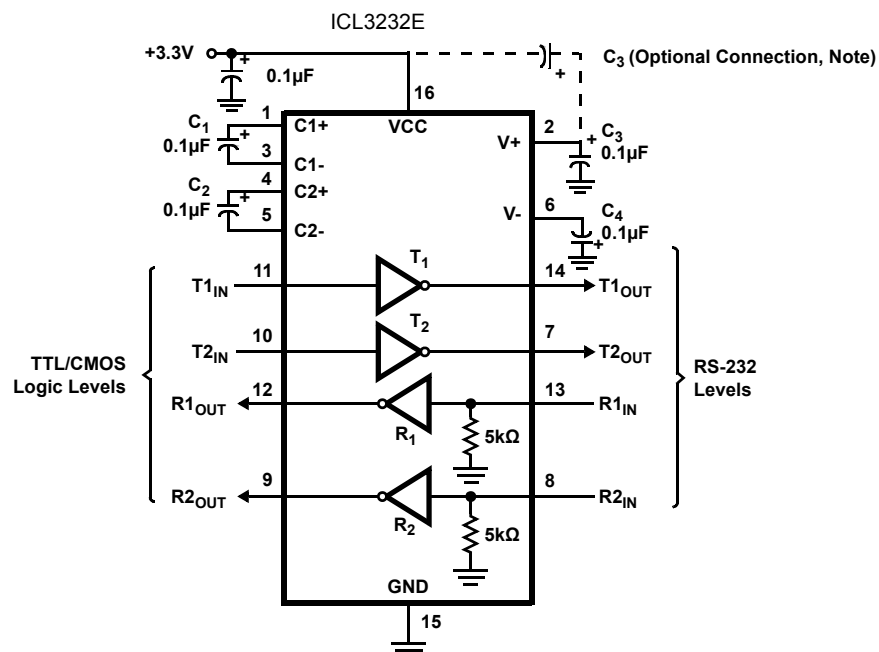 ICL3232E
+3.3V
+
0.1µF
+
C3 (Optional Connection, Note)
16
VCC
C1
0.1µF
+
1
C1+
3
C1-
C2
0.1µF
+
4
C2+
5
C2-
2
V+
+
C3
0.1µF
6
V-
C4
0.1µF
+
TTL/CMOS
Logic Levels
T1IN
11
T1
14
T1OUT
T2IN
10
T2
7
T2OUT
R1OUT
12
R1
13
R1IN
5kΩ
R2OUT
9
R2
8
R2IN
5kΩ
RS-232
Levels
GND
15